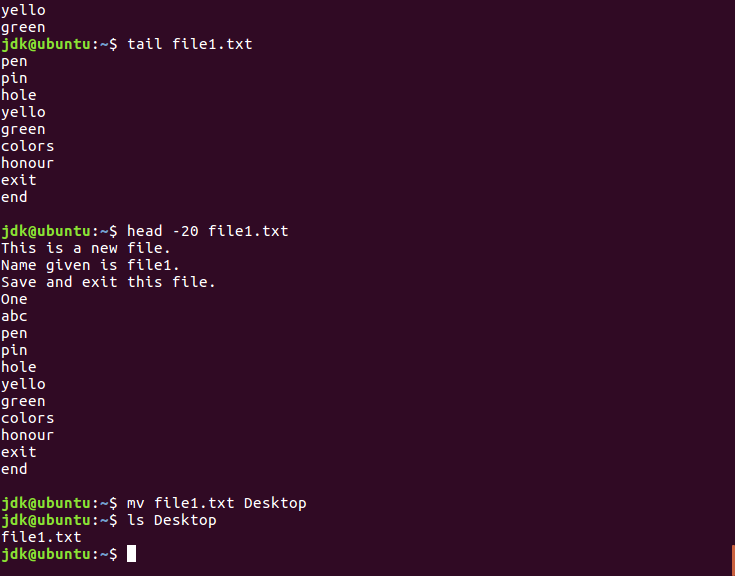 yello
green
jdk@ubuntu:~$ tail file1.txt
pen
pin
hole
yello
green
colors
honour
exit
end

jdk@ubuntu:~$ head -20 file1.txt
This is a new file.
Name given is file1.
Save and exit this file.
One
abc
pen
pin
hole
yello
green
colors
honour
exit
end

jdk@ubuntu:~$ mv file1.txt Desktop
jdk@ubuntu:~$ ls Desktop
file1.txt
jdk@ubuntu:~$